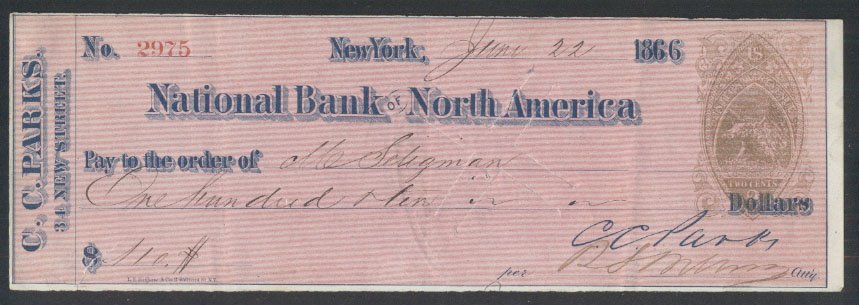 C. C. PARKS.
34 NEW STREET.
No. 2975 New York, June 22 1866
National Bank OF North America
Pay to the order of Seligman
One hundred & ten
TWO CENTS
Dollars
$110.
C C Parks
per Atty